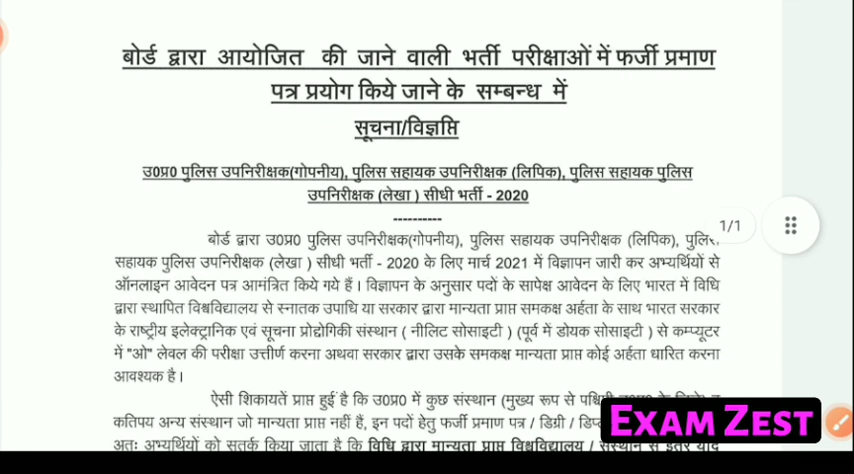 बोर्ड द्वारा आयोजित की जाने वाली भर्ती परीक्षाओं में फर्जी प्रमाण
पत्र प्रयोग किये जाने के सम्बन्ध में
सूचना/विज्ञप्ति
उ0प्र0 पुलिस उपनिरीक्षक(गोपनीय), पुलिस सहायक उपनिरीक्षक (लिपिक), पुलिस सहायक पुलिस
उपनिरीक्षक (लेखा ) सीधी भर्ती - 2020
----------
1/1
बोर्ड द्वारा उ0प्र0 पुलिस उपनिरीक्षक(गोपनीय), पुलिस सहायक उपनिरीक्षक (लिपिक), पुलिस
सहायक पुलिस उपनिरीक्षक (लेखा ) सीधी भर्ती - 2020 के लिए मार्च 2021 में विज्ञापन जारी कर अभ्यर्थियों से
ऑनलाइन आवेदन पत्र आमंत्रित किये गये हैं । विज्ञापन के अनुसार पदों के सापेक्ष आवेदन के लिए भारत में विधि
द्वारा स्थापित विश्वविद्यालय से स्नातक उपाधि या सरकार द्वारा मान्यता प्राप्त समकक्ष अर्हता के साथ भारत सरकार
के राष्ट्रीय इलेक्ट्रानिक एवं सूचना प्रोद्योगिकी संस्थान ( नीलिट सोसाइटी ) (पूर्व में डोयक सोसाइटी ) से कम्प्यूटर
में "ओ" लेवल की परीक्षा उत्तीर्ण करना अथवा सरकार द्वारा उसके समकक्ष मान्यता प्राप्त कोई अर्हता धारित करना
आवश्यक है ।
ऐसी शिकायतें प्राप्त हुई है कि उ0प्र0 में कुछ संस्थान (मुख्य रूप से
कतिपय अन्य संस्थान जो मान्यता प्राप्त नहीं हैं, इन पदों हेतु फर्जी प्रमाण पत्र / डिग्री /
EXAM ZEST
अतः अभ्यर्थियों को सतर्क किया जाता है कि विधि द्वारा मान्यता प्राप्त विश्वविद्यालय / संस्थान से इतर यदि